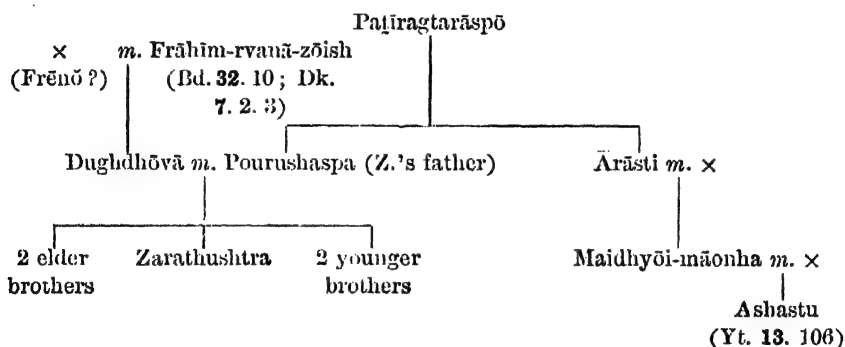 Paṭīragtarāspō
× m. Frāhīm-rvanā-zōish
(Frēnō ?) (Bd. 32. 10 ; Dk.
7. 2. 3)
Dughdhōvā m. Pourushaspa (Z.'s father) Ārāsti m. ×
2 elder Zarathushtra 2 younger Maidhyōi-māonha m. ×
brothers brothers
Ashastu
(Yt. 13. 106)